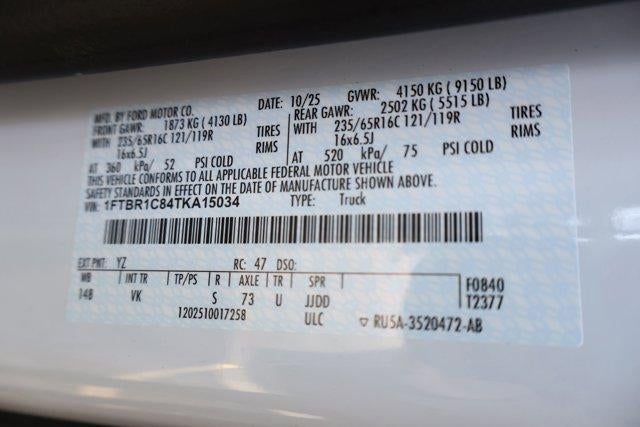 MFD. BY FORD MOTOR CO. DATE: 10/25 GVWR: 4150 KG ( 9150 LB)
FRONT GAWR: 1873 KG ( 4130 LB) REAR GAWR: 2502 KG ( 5515 LB)
WITH 235/65R16C 121/119R TIRES WITH 235/65R16C 121/119R TIRES
16x6.5J RIMS 16x6.5J RIMS
AT 360 kPa/ 52 PSI COLD AT 520 kPa/ 75 PSI COLD
THIS VEHICLE CONFORMS TO ALL APPLICABLE FEDERAL MOTOR VEHICLE
SAFETY STANDARDS IN EFFECT ON THE DATE OF MANUFACTURE SHOWN ABOVE.
VIN: 1FTBR1C84TKA15034 TYPE: Truck
EXT PNT: YZ RC: 47 DSO:
WB INT TR TP/PS R AXLE TR SPR F0840
148 VK S 73 U JJDD T2377
1202510017258 ULC ▽ RU5A-3520472-AB